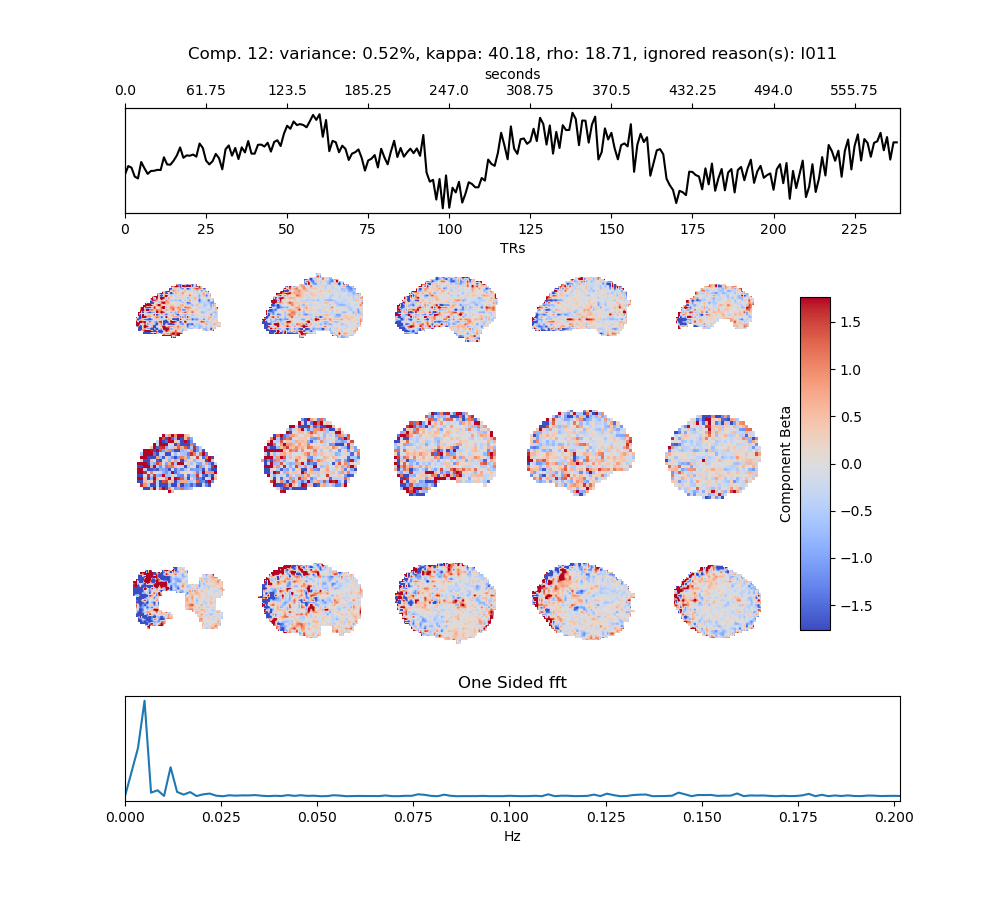 Comp. 12: variance: 0.52%, kappa: 40.18, rho: 18.71, ignored reason(s): I011
seconds
0.0 61.75 123.5 185.25 247.0 308.75 370.5 432.25 494.0 555.75
0 25 50 75 100 125 150 175 200 225
TRs
1.5
1.0
0.5
0.0
−0.5
−1.0
−1.5
Component Beta
One Sided fft
0.000 0.025 0.050 0.075 0.100 0.125 0.150 0.175 0.200
Hz